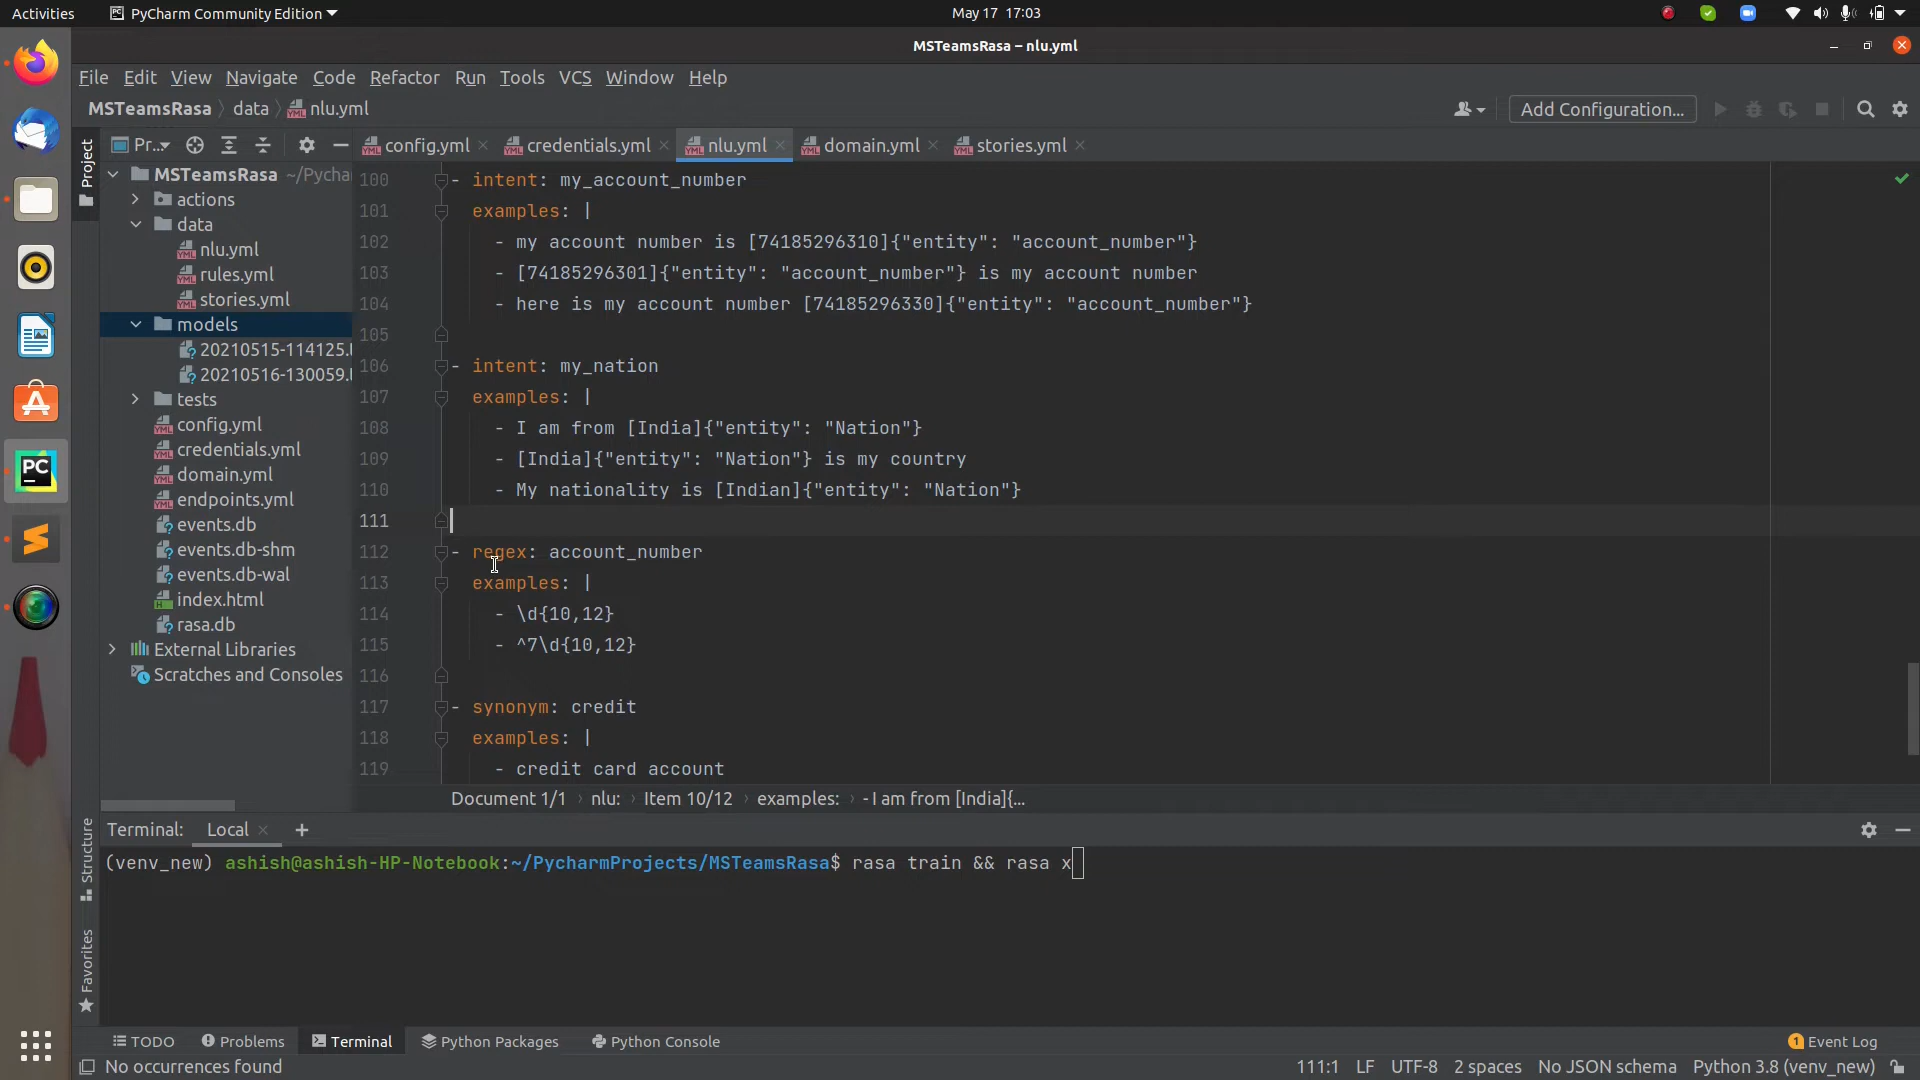 Activities
PyCharm Community Edition
May 17 17:03
MSTeamsRasa – nlu.yml
File Edit View Navigate Code Refactor Run Tools VCS Window Help
MSTeamsRasa data nlu.yml
Add Configuration...
Project
Pr...
config.yml credentials.yml nlu.yml domain.yml stories.yml
MSTeamsRasa ~/Pycha
actions
data
nlu.yml
rules.yml
stories.yml
models
20210515-114125.
20210516-130059.
tests
config.yml
credentials.yml
domain.yml
endpoints.yml
events.db
events.db-shm
events.db-wal
index.html
rasa.db
External Libraries
Scratches and Consoles
100 - intent: my_account_number
101 examples: |
102 - my account number is [74185296310]{"entity": "account_number"}
103 - [74185296301]{"entity": "account_number"} is my account number
104 - here is my account number [74185296330]{"entity": "account_number"}
105
106 - intent: my_nation
107 examples: |
108 - I am from [India]{"entity": "Nation"}
109 - [India]{"entity": "Nation"} is my country
110 - My nationality is [Indian]{"entity": "Nation"}
111
112 - regex: account_number
113 examples: |
114 - \d{10,12}
115 - ^7\d{10,12}
116
117 - synonym: credit
118 examples: |
119 - credit card account
Document 1/1 nlu: Item 10/12 examples: - I am from [India]{...
Terminal: Local
(venv_new) ashish@ashish-HP-Notebook:~/PycharmProjects/MSTeamsRasa$ rasa train && rasa x
Structure
Favorites
TODO Problems Terminal Python Packages Python Console
1 Event Log
No occurrences found
111:1 LF UTF-8 2 spaces No JSON schema Python 3.8 (venv_new)